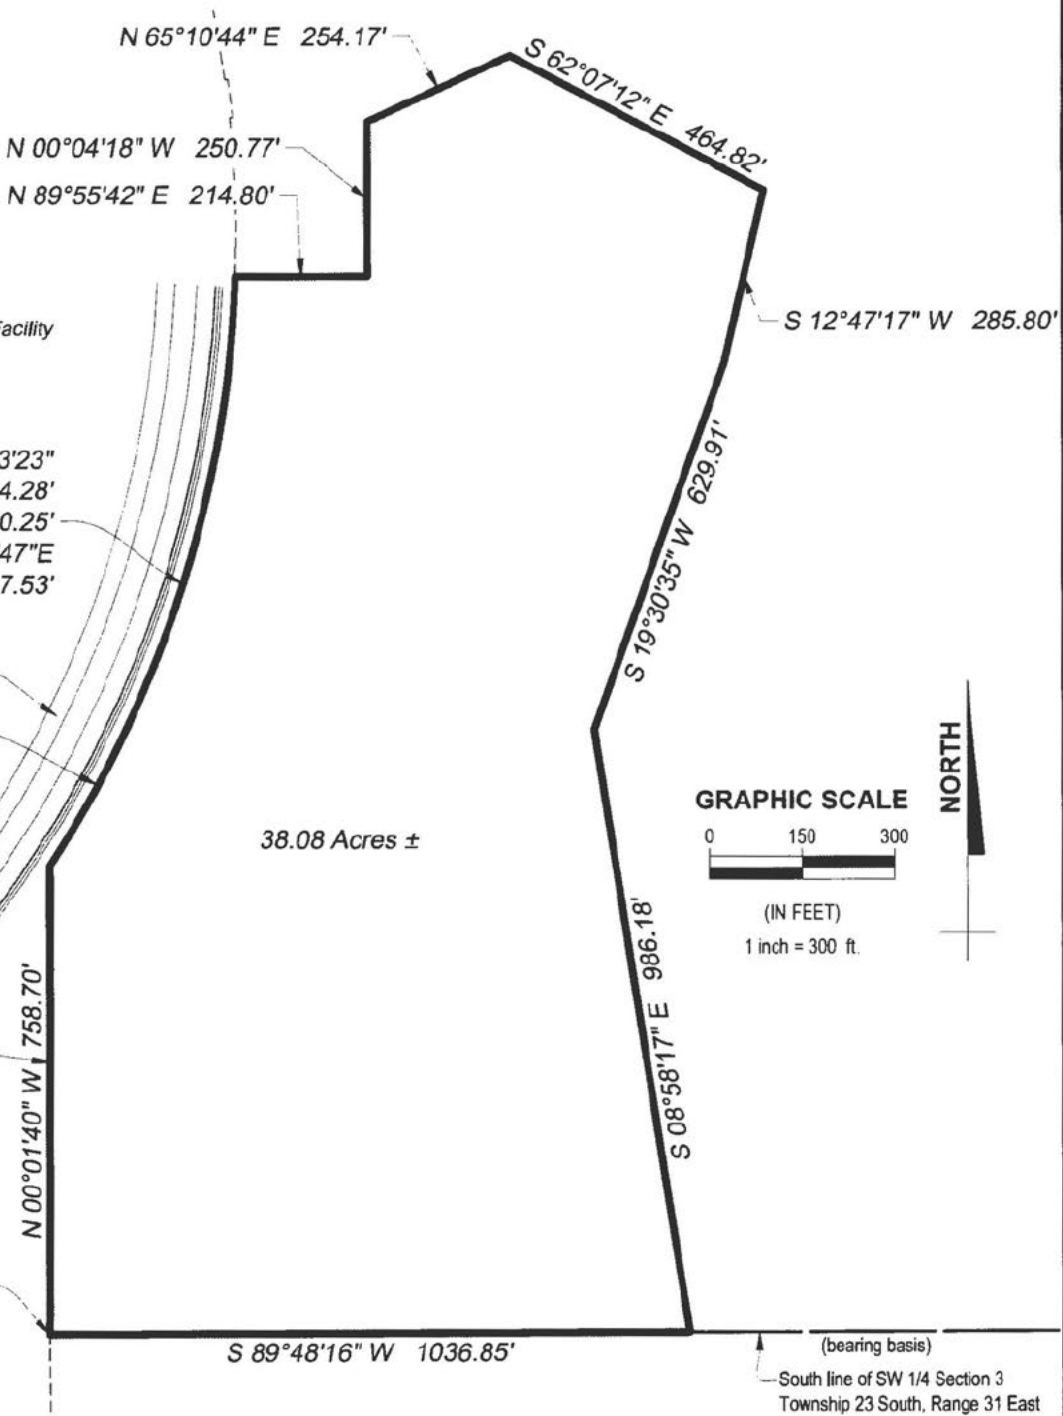 N 65°10'44" E 254.17'
S 62°07'12" E 464.82'
N 00°04'18" W 250.77'
N 89°55'42" E 214.80'
S 12°47'17" W 285.80'
Facility
3'23"
4.28'
0.25'
47"E
7.53'
S 19°30'35" W 629.91'
38.08 Acres ±
GRAPHIC SCALE
0 150 300
(IN FEET)
1 inch = 300 ft.
NORTH
S 08°58'17" E 986.18'
N 00°01'40" W 758.70'
S 89°48'16" W 1036.85'
(bearing basis)
South line of SW 1/4 Section 3
Township 23 South, Range 31 East